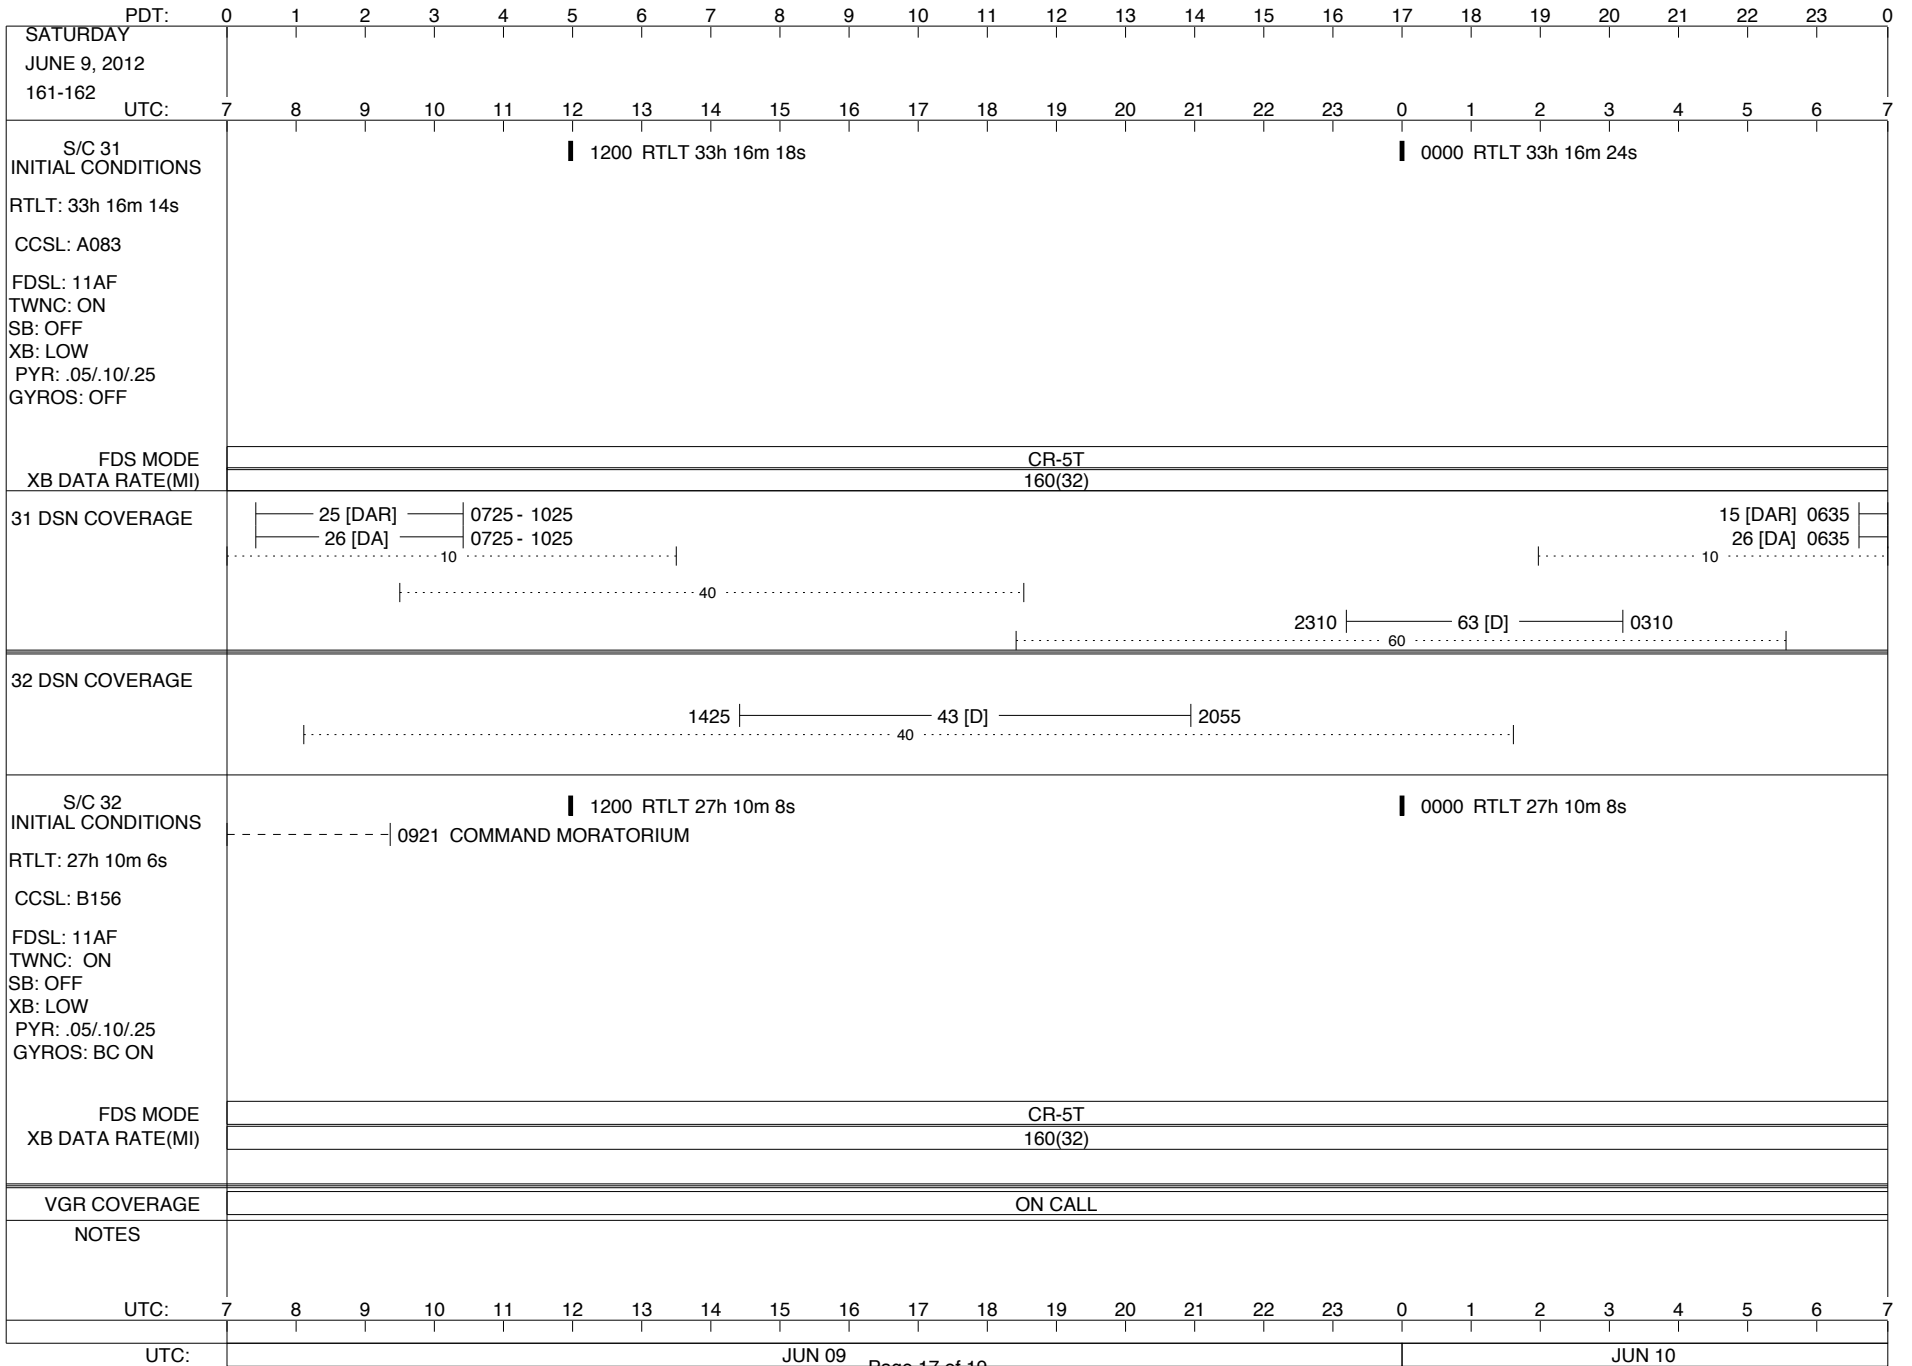 PDT: 0 1 2 3 4 5 6 7 8 9 10 11 12 13 14 15 16 17 18 19 20 21 22 23 0
SATURDAY
JUNE 9, 2012
161-162
UTC: 7 8 9 10 11 12 13 14 15 16 17 18 19 20 21 22 23 0 1 2 3 4 5 6 7
S/C 31
INITIAL CONDITIONS
1200 RTLT 33h 16m 18s
0000 RTLT 33h 16m 24s
RTLT: 33h 16m 14s
CCSL: A083
FDSL: 11AF
TWNC: ON
SB: OFF
XB: LOW
PYR: .05/.10/.25
GYROS: OFF
FDS MODE CR-5T
XB DATA RATE(MI) 160(32)
31 DSN COVERAGE
25 [DAR] 0725 - 1025
15 [DAR] 0635
26 [DA] 0725 - 1025
26 [DA] 0635
10
10
40
2310 63 [D] 0310
60
32 DSN COVERAGE
1425 43 [D] 2055
40
S/C 32
INITIAL CONDITIONS
1200 RTLT 27h 10m 8s
0000 RTLT 27h 10m 8s
0921 COMMAND MORATORIUM
RTLT: 27h 10m 6s
CCSL: B156
FDSL: 11AF
TWNC: ON
SB: OFF
XB: LOW
PYR: .05/.10/.25
GYROS: BC ON
FDS MODE CR-5T
XB DATA RATE(MI) 160(32)
VGR COVERAGE ON CALL
NOTES
UTC: 7 8 9 10 11 12 13 14 15 16 17 18 19 20 21 22 23 0 1 2 3 4 5 6 7
UTC: JUN 09 JUN 10
Page 17 of 19